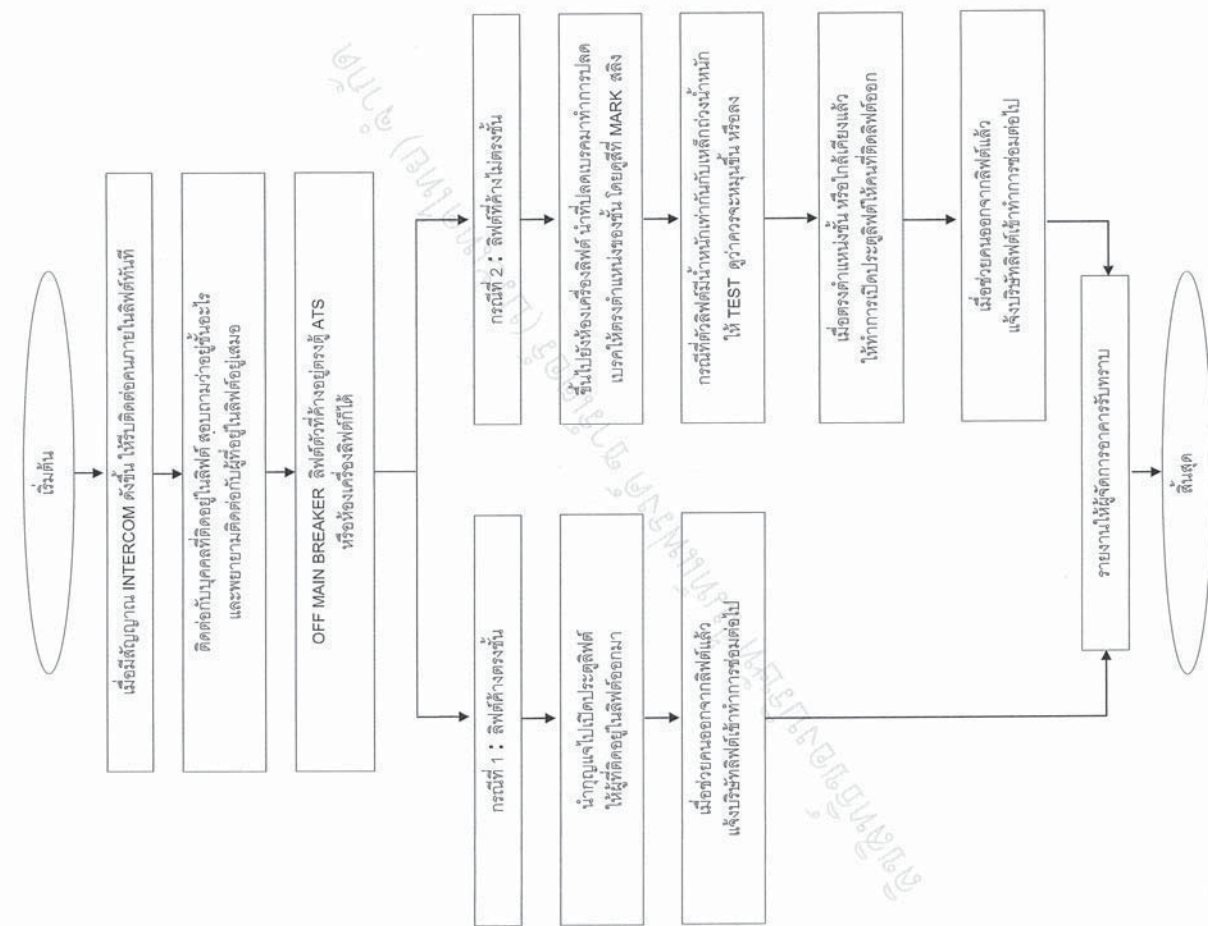 เริ่มต้น
เมื่อมีสัญญาณ INTERCOM ดังขึ้น ให้รีบติดต่อคนภายในลิฟต์ทันที
ติดต่อกับบุคคลที่ติดอยู่ในลิฟต์ สอบถามว่าอยู่ชั้นอะไร
และพยายามติดต่อกับผู้ที่อยู่ในลิฟต์อยู่เสมอ
OFF MAIN BREAKER ลิฟต์ตัวที่ค้างอยู่ตรงตู้ ATS
หรือห้องเครื่องลิฟต์ก็ได้
กรณีที่ 1 : ลิฟต์ค้างตรงชั้น
นำกุญแจไปเปิดประตูลิฟต์
ให้ผู้ที่ติดอยู่ในลิฟต์ออกมา
เมื่อช่วยคนออกจากลิฟต์แล้ว
แจ้งบริษัทลิฟต์เข้าทำการซ่อมต่อไป
กรณีที่ 2 : ลิฟต์ที่ค้างไม่ตรงชั้น
ขึ้นไปยังห้องเครื่องลิฟต์ นำที่ปลดเบรคมาทำการปลด
เบรคให้ตรงตำแหน่งของชั้น โดยดูสีที่ MARK สลิง
กรณีที่ตัวลิฟต์มีน้ำหนักเท่ากันกับเหล็กถ่วงน้ำหนัก
ให้ TEST ดูว่าควรจะหมุนขึ้น หรือลง
เมื่อตรงตำแหน่งชั้น หรือใกล้เคียงแล้ว
ให้ทำการเปิดประตูลิฟต์ให้คนที่ติดลิฟต์ออก
เมื่อช่วยคนออกจากลิฟต์แล้ว
แจ้งบริษัทลิฟต์เข้าทำการซ่อมต่อไป
รายงานให้ผู้จัดการอาคารรับทราบ
สิ้นสุด